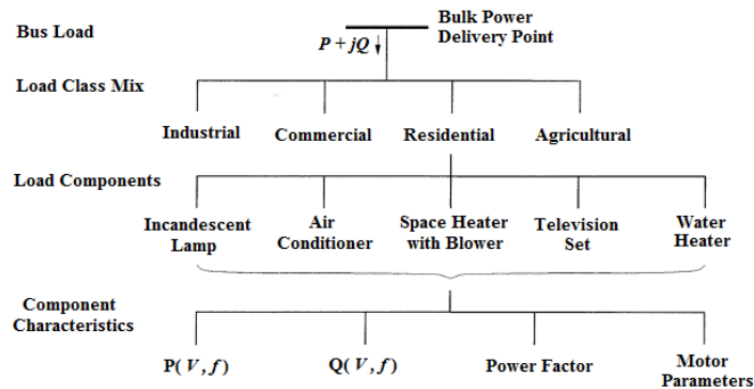 Bus Load
Bulk Power
Delivery Point
P + jQ
Load Class Mix
Industrial
Commercial
Residential
Agricultural
Load Components
Incandescent
Lamp
Air
Conditioner
Space Heater
with Blower
Television
Set
Water
Heater
Component
Characteristics
P(V,f)
Q(V,f)
Power Factor
Motor
Parameters